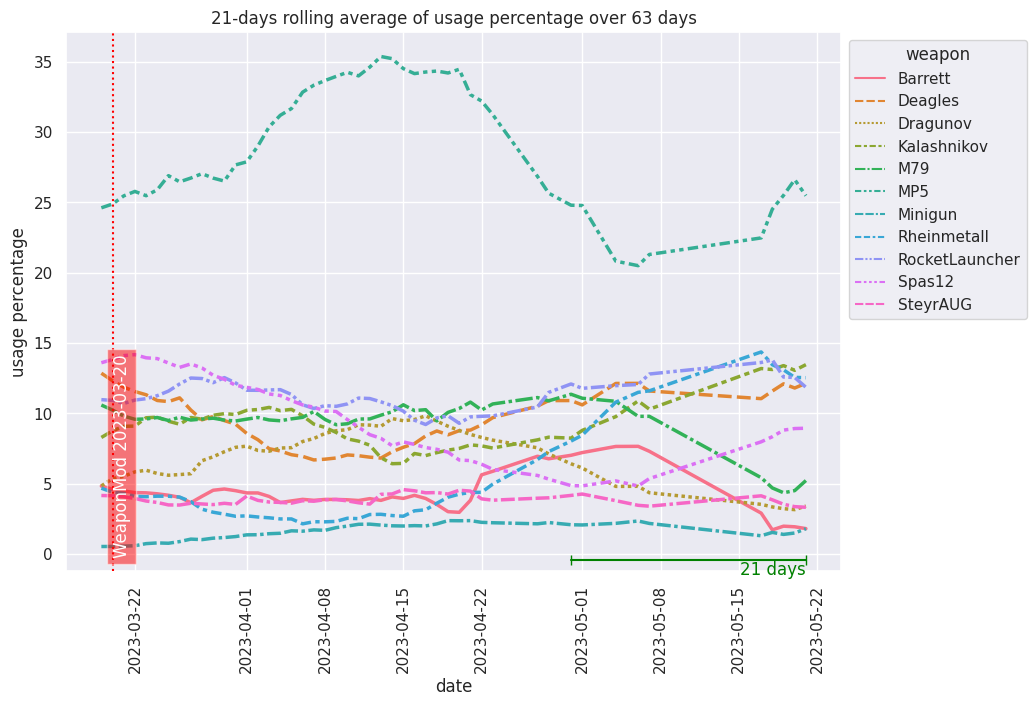 21-days rolling average of usage percentage over 63 days
usage percentage
35
30
25
20
15
10
5
0
WeaponMod 2023-03-20
21 days
2023-03-22
2023-04-01
2023-04-08
2023-04-15
2023-04-22
2023-05-01
2023-05-08
2023-05-15
2023-05-22
date
weapon
Barrett
Deagles
Dragunov
Kalashnikov
M79
MP5
Minigun
Rheinmetall
RocketLauncher
Spas12
SteyrAUG